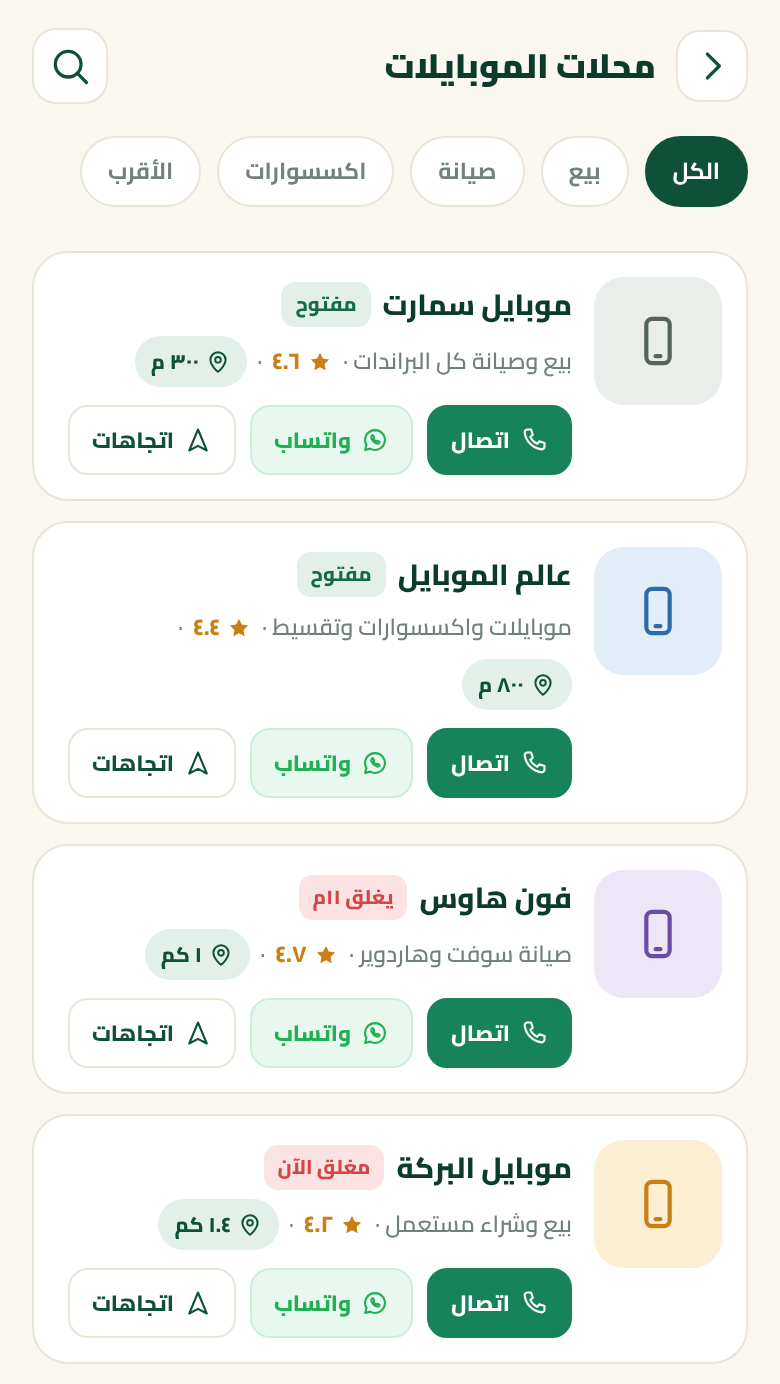 محلات الموبايلات
الكل
بيع
صيانة
اكسسوارات
الأقرب
موبايل سمارت مفتوح
بيع وصيانة كل البراندات · ٤.٦ · ٣٠٠ م
اتصال واتساب اتجاهات
عالم الموبايل مفتوح
موبايلات واكسسوارات وتقسيط · ٤.٤ ·
٨٠٠ م
اتصال واتساب اتجاهات
فون هاوس يغلق ١١م
صيانة سوفت وهاردوير · ٤.٧ · ١ كم
اتصال واتساب اتجاهات
موبايل البركة مغلق الآن
بيع وشراء مستعمل · ٤.٢ · ١.٤ كم
اتصال واتساب اتجاهات